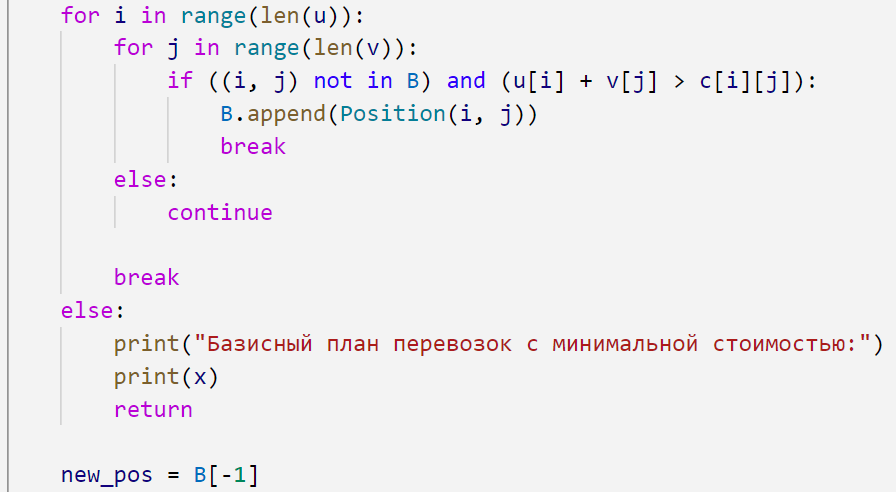 for i in range(len(u)):
    for j in range(len(v)):
        if ((i, j) not in B) and (u[i] + v[j] > c[i][j]):
            B.append(Position(i, j))
            break
    else:
        continue

    break
else:
    print("Базисный план перевозок с минимальной стоимостью:")
    print(x)
    return

new_pos = B[-1]